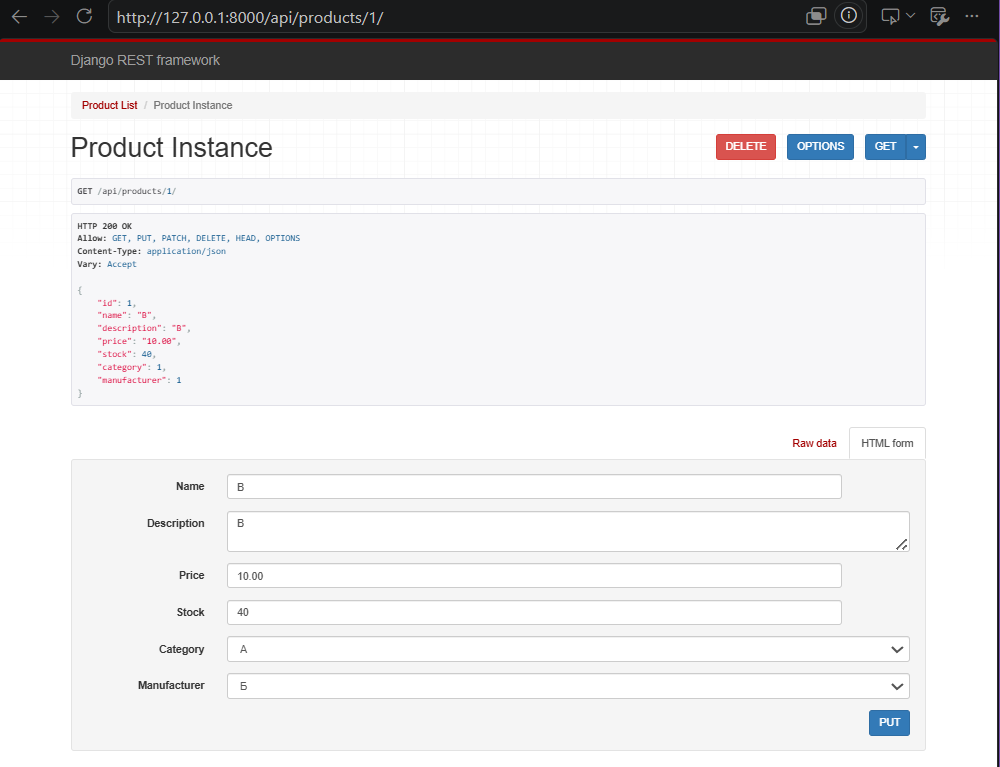 http://127.0.0.1:8000/api/products/1/
Django REST framework
Product List / Product Instance
Product Instance
DELETE OPTIONS GET
GET /api/products/1/
HTTP 200 OK
Allow: GET, PUT, PATCH, DELETE, HEAD, OPTIONS
Content-Type: application/json
Vary: Accept
{
    "id": 1,
    "name": "В",
    "description": "В",
    "price": "10.00",
    "stock": 40,
    "category": 1,
    "manufacturer": 1
}
Raw data HTML form
Name В
Description В
Price 10.00
Stock 40
Category А
Manufacturer Б
PUT